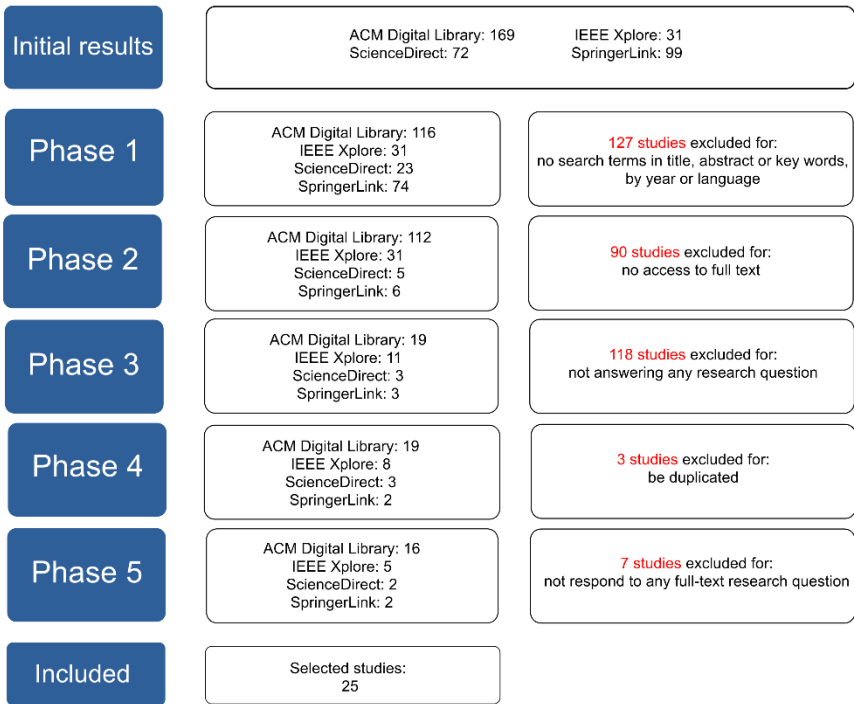 Initial results
ACM Digital Library: 169 IEEE Xplore: 31
ScienceDirect: 72 SpringerLink: 99
Phase 1
ACM Digital Library: 116
IEEE Xplore: 31
ScienceDirect: 23
SpringerLink: 74
127 studies excluded for:
no search terms in title, abstract or key words,
by year or language
Phase 2
ACM Digital Library: 112
IEEE Xplore: 31
ScienceDirect: 5
SpringerLink: 6
90 studies excluded for:
no access to full text
Phase 3
ACM Digital Library: 19
IEEE Xplore: 11
ScienceDirect: 3
SpringerLink: 3
118 studies excluded for:
not answering any research question
Phase 4
ACM Digital Library: 19
IEEE Xplore: 8
ScienceDirect: 3
SpringerLink: 2
3 studies excluded for:
be duplicated
Phase 5
ACM Digital Library: 16
IEEE Xplore: 5
ScienceDirect: 2
SpringerLink: 2
7 studies excluded for:
not respond to any full-text research question
Included
Selected studies:
25